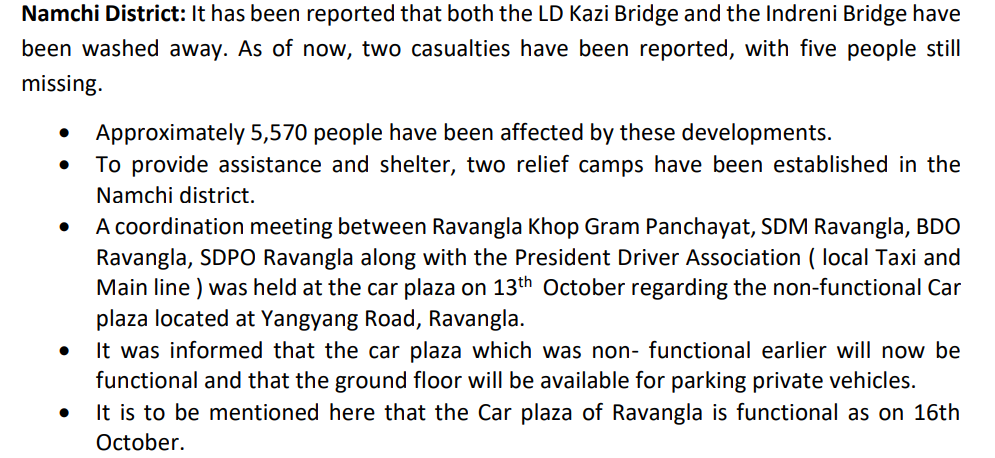 Namchi District: It has been reported that both the LD Kazi Bridge and the Indreni Bridge have
been washed away. As of now, two casualties have been reported, with five people still
missing.
• Approximately 5,570 people have been affected by these developments.
• To provide assistance and shelter, two relief camps have been established in the
Namchi district.
• A coordination meeting between Ravangla Khop Gram Panchayat, SDM Ravangla, BDO
Ravangla, SDPO Ravangla along with the President Driver Association ( local Taxi and
Main line ) was held at the car plaza on 13th October regarding the non-functional Car
plaza located at Yangyang Road, Ravangla.
• It was informed that the car plaza which was non- functional earlier will now be
functional and that the ground floor will be available for parking private vehicles.
• It is to be mentioned here that the Car plaza of Ravangla is functional as on 16th
October.